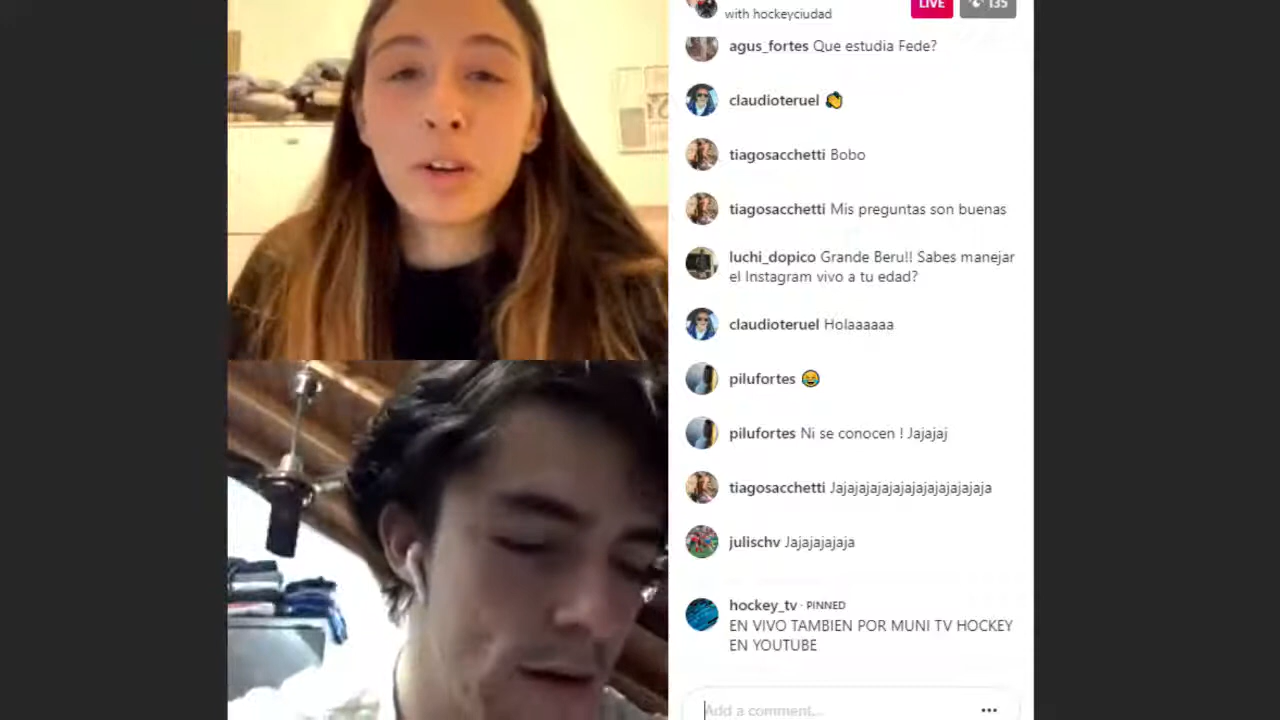 with hockeyciudad
LIVE
135
agus_fortes Que estudia Fede?
claudioteruel 👏
tiagosacchetti Bobo
tiagosacchetti Mis preguntas son buenas
luchi_dopico Grande Beru!! Sabes manejar
el Instagram vivo a tu edad?
claudioteruel Holaaaaaa
pilufortes 😂
pilufortes Ni se conocen ! Jajajaj
tiagosacchetti Jajajajajajajajajajajajajaja
julischv Jajajajajaja
hockey_tv · PINNED
EN VIVO TAMBIEN POR MUNI TV HOCKEY
EN YOUTUBE
Add a comment...